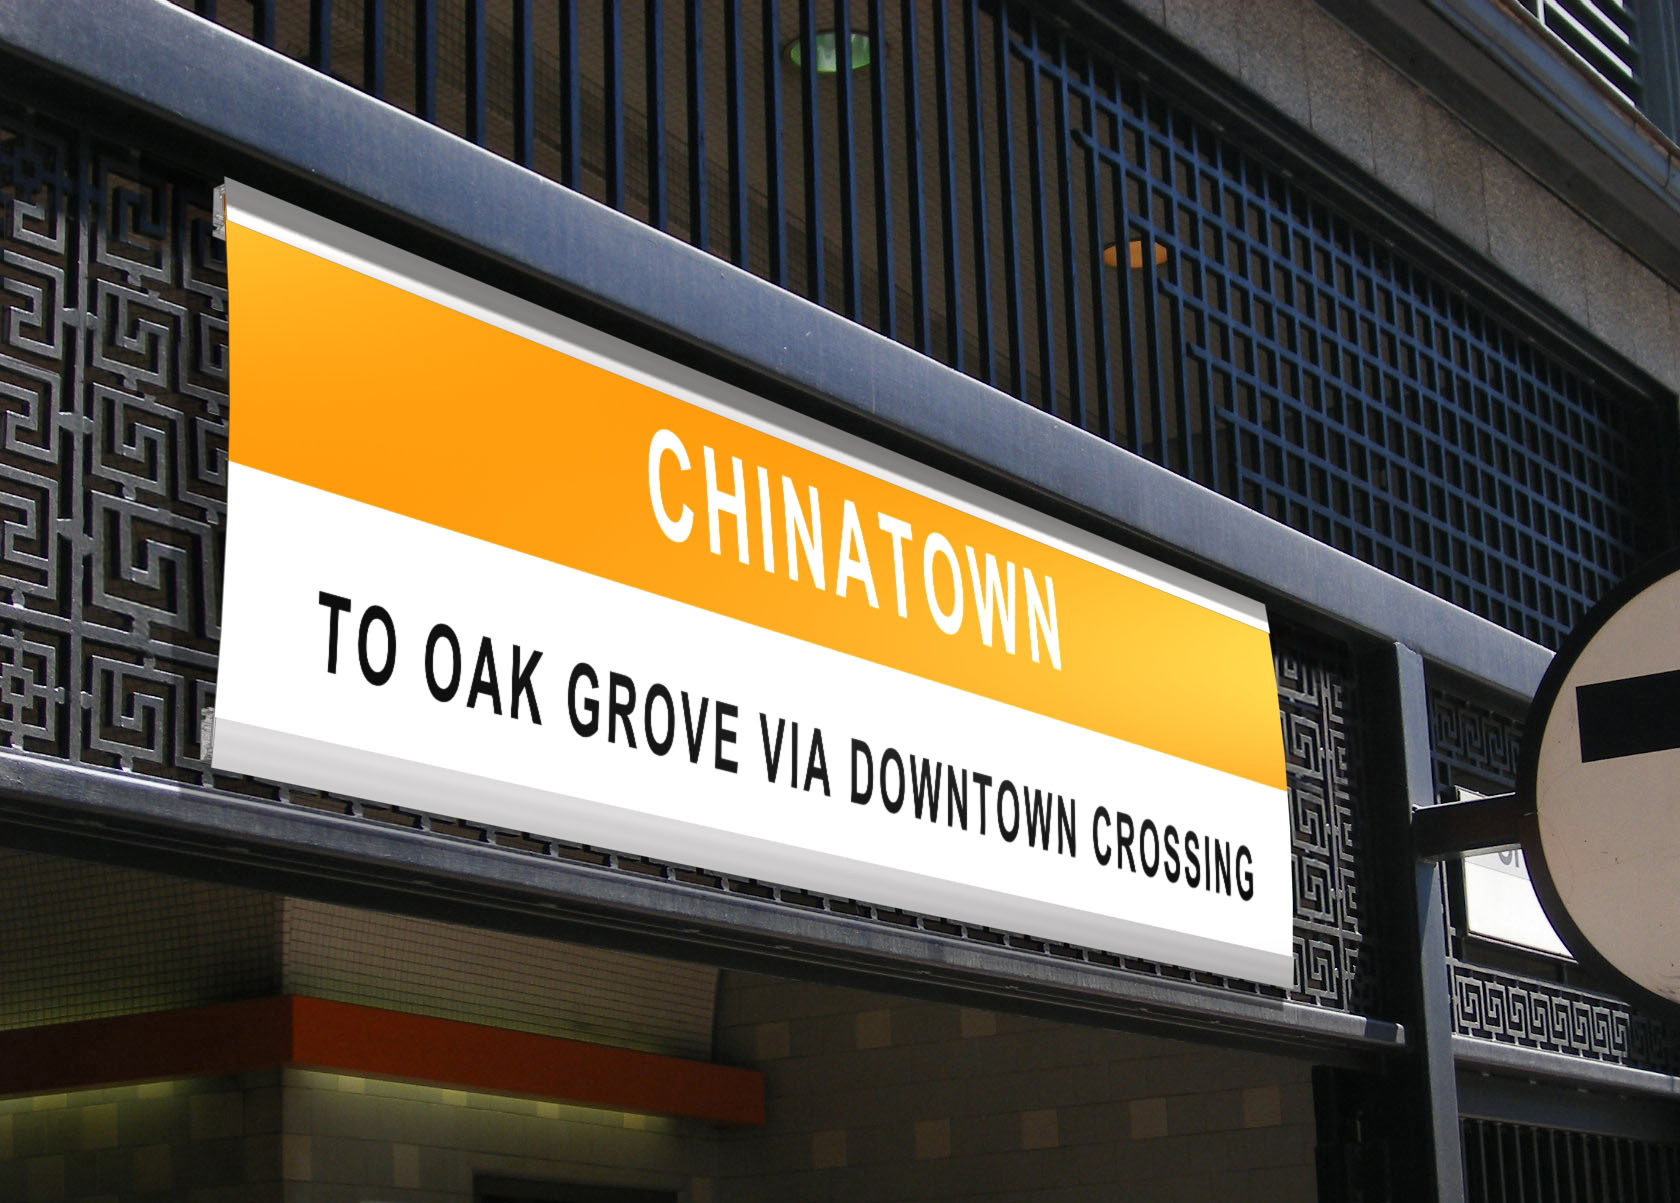 CHINATOWN
TO OAK GROVE VIA DOWNTOWN CROSSING